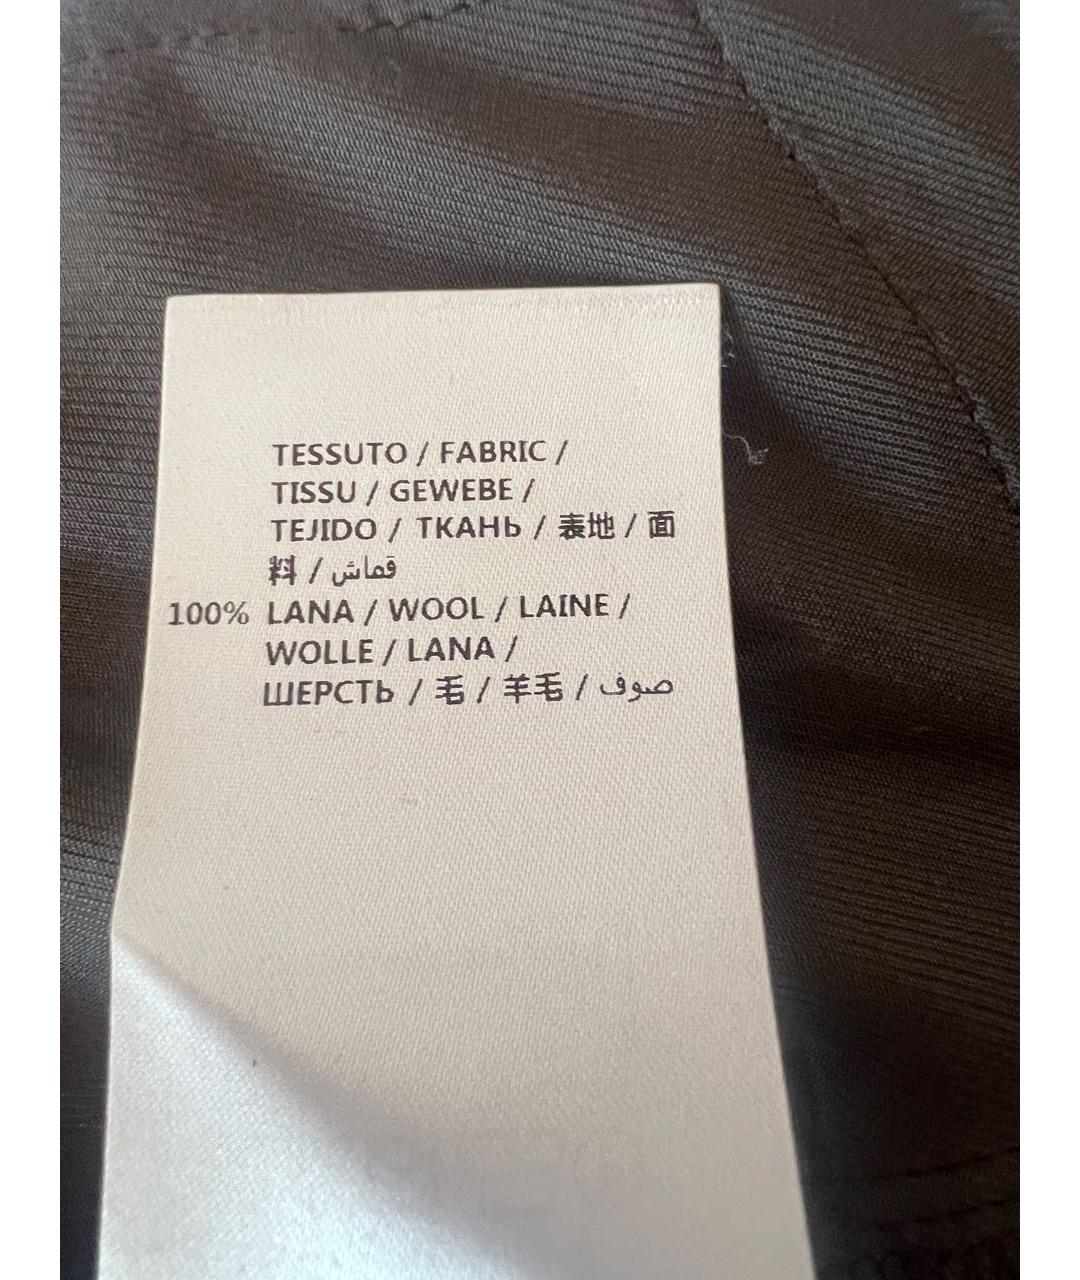 TESSUTO / FABRIC /
TISSU / GEWEBE /
TEJIDO / ТКАНЬ / 表地 / 面
料 / قماش
100% LANA / WOOL / LAINE /
WOLLE / LANA /
ШЕРСТЬ / 毛 / 羊毛 / صوف